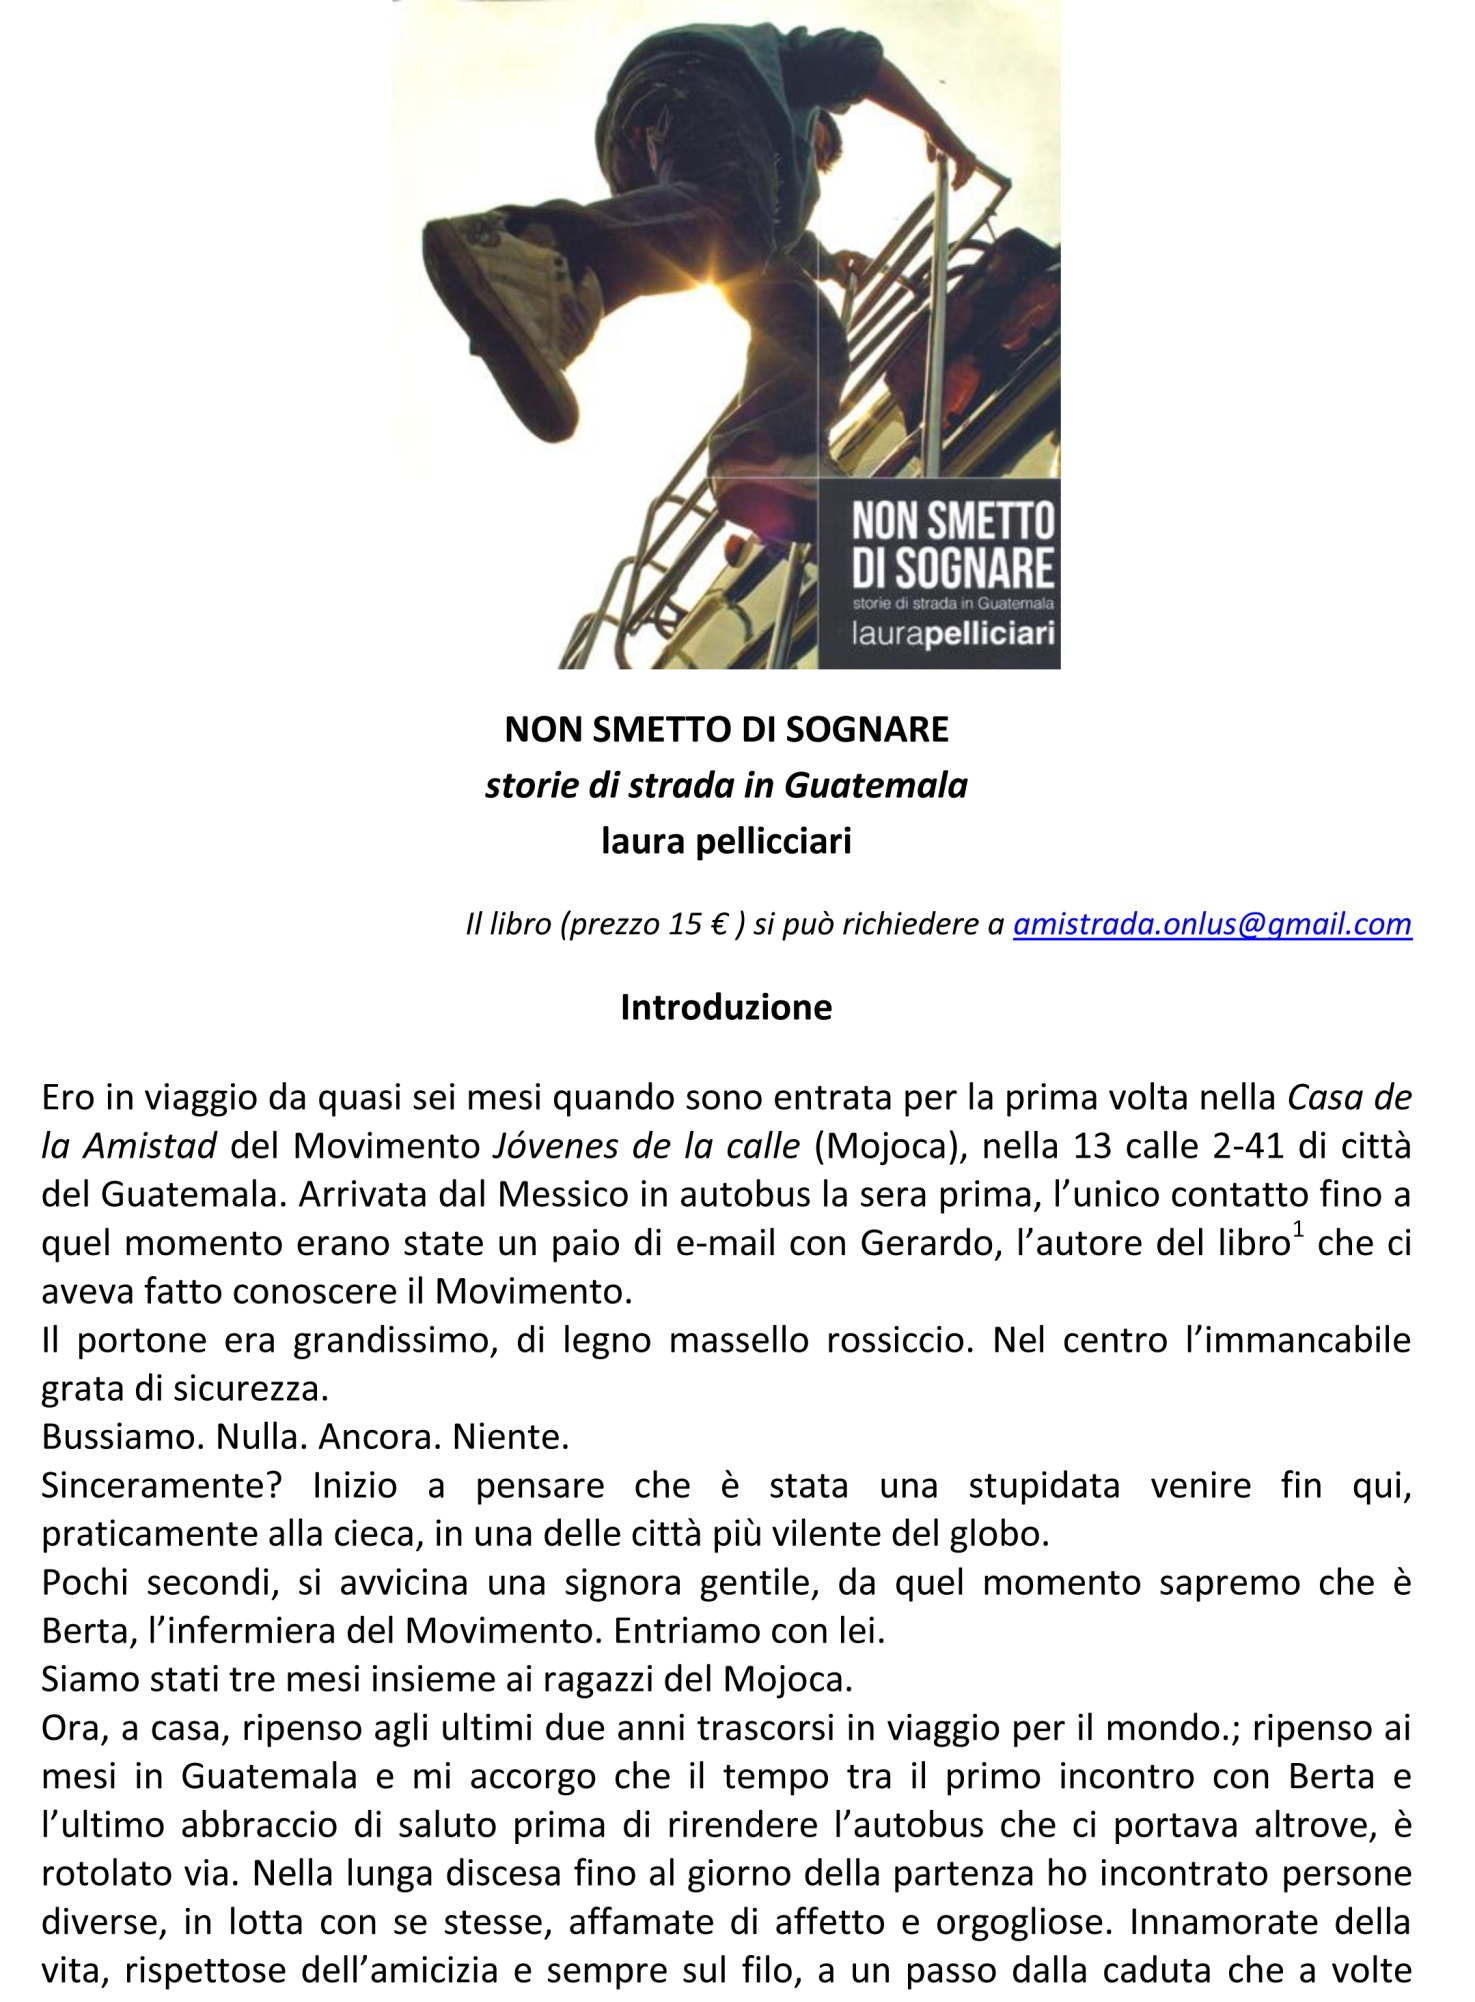 NON SMETTO
DI SOGNARE
storie di strada in Guatemala
laurapelliciari
NON SMETTO DI SOGNARE
storie di strada in Guatemala
laura pellicciari
Il libro (prezzo 15 € ) si può richiedere a amistrada.onlus@gmail.com
Introduzione
Ero in viaggio da quasi sei mesi quando sono entrata per la prima volta nella Casa de
la Amistad del Movimento Jóvenes de la calle (Mojoca), nella 13 calle 2-41 di città
del Guatemala. Arrivata dal Messico in autobus la sera prima, l’unico contatto fino a
quel momento erano state un paio di e-mail con Gerardo, l’autore del libro1 che ci
aveva fatto conoscere il Movimento.
Il portone era grandissimo, di legno massello rossiccio. Nel centro l’immancabile
grata di sicurezza.
Bussiamo. Nulla. Ancora. Niente.
Sinceramente? Inizio a pensare che è stata una stupidata venire fin qui,
praticamente alla cieca, in una delle città più vilente del globo.
Pochi secondi, si avvicina una signora gentile, da quel momento sapremo che è
Berta, l’infermiera del Movimento. Entriamo con lei.
Siamo stati tre mesi insieme ai ragazzi del Mojoca.
Ora, a casa, ripenso agli ultimi due anni trascorsi in viaggio per il mondo.; ripenso ai
mesi in Guatemala e mi accorgo che il tempo tra il primo incontro con Berta e
l’ultimo abbraccio di saluto prima di rirendere l’autobus che ci portava altrove, è
rotolato via. Nella lunga discesa fino al giorno della partenza ho incontrato persone
diverse, in lotta con se stesse, affamate di affetto e orgogliose. Innamorate della
vita, rispettose dell’amicizia e sempre sul filo, a un passo dalla caduta che a volte